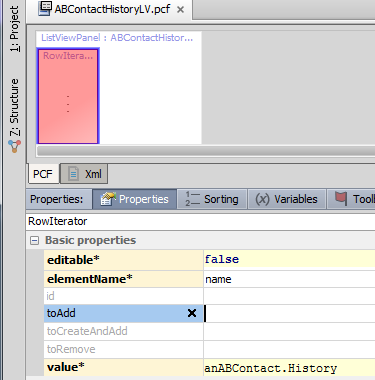 ABContactHistoryLV.pcf ×
1: Project
7: Structure
ListViewPanel : ABContactHistor...
RowItera...
PCF Xml
Properties: Properties Sorting (x) Variables
RowIterator
Basic properties
editable* false
elementName* name
id
toAdd
toCreateAndAdd
toRemove
value* anABContact.History